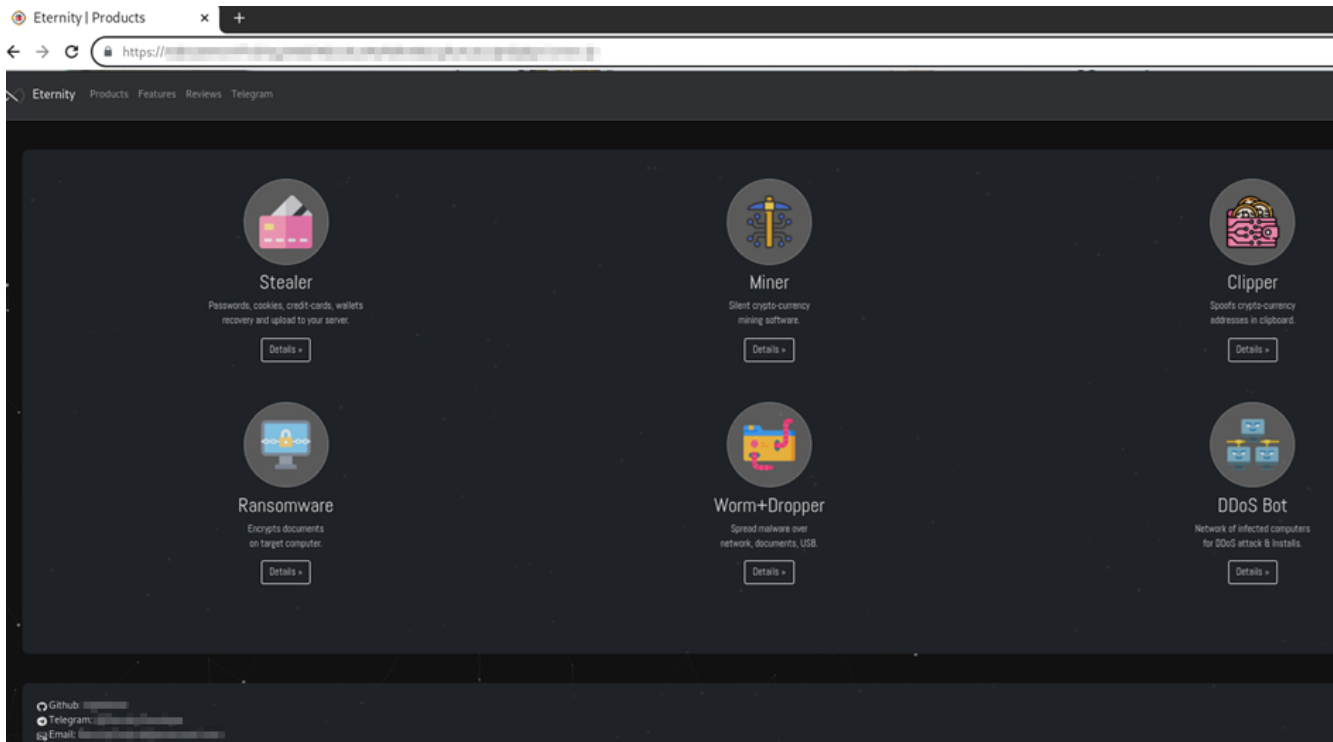 Eternity | Products × +
https://
Eternity Products Features Reviews Telegram
Stealer
Passwords, cookies, credit-cards, wallets
recovery and upload to your server.
Details »
Miner
Silent crypto-currency
mining software.
Details »
Clipper
Spoofs crypto-currency
addresses in clipboard.
Details »
Ransomware
Encrypts documents
on target computer.
Details »
Worm+Dropper
Spread malware over
network, documents, USB.
Details »
DDoS Bot
Network of infected computers
for DDoS attack & Installs.
Details »
Github:
Telegram:
Email: